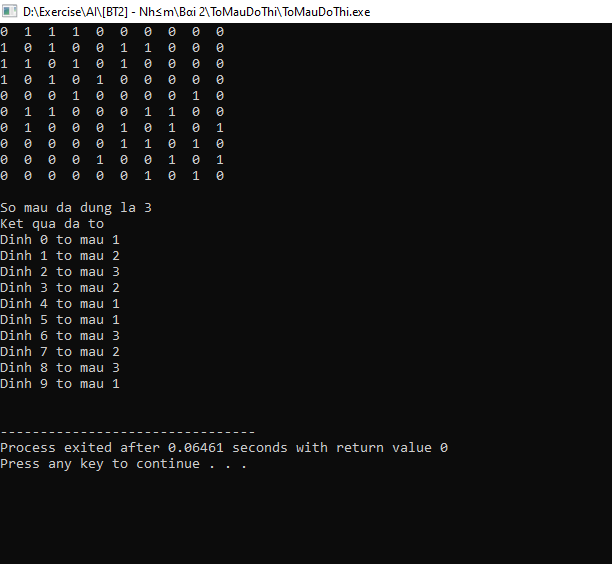 D:\Exercise\AI\[BT2] - Nh≤m\Bαi 2\ToMauDoThi\ToMauDoThi.exe
0 1 1 1 0 0 0 0 0 0
1 0 1 0 0 1 1 0 0 0
1 1 0 1 0 1 0 0 0 0
1 0 1 0 1 0 0 0 0 0
0 0 0 1 0 0 0 0 1 0
0 1 1 0 0 0 1 1 0 0
0 1 0 0 0 1 0 1 0 1
0 0 0 0 0 1 1 0 1 0
0 0 0 0 1 0 0 1 0 1
0 0 0 0 0 0 1 0 1 0
So mau da dung la 3
Ket qua da to
Dinh 0 to mau 1
Dinh 1 to mau 2
Dinh 2 to mau 3
Dinh 3 to mau 2
Dinh 4 to mau 1
Dinh 5 to mau 1
Dinh 6 to mau 3
Dinh 7 to mau 2
Dinh 8 to mau 3
Dinh 9 to mau 1
--------------------------------
Process exited after 0.06461 seconds with return value 0
Press any key to continue . . .